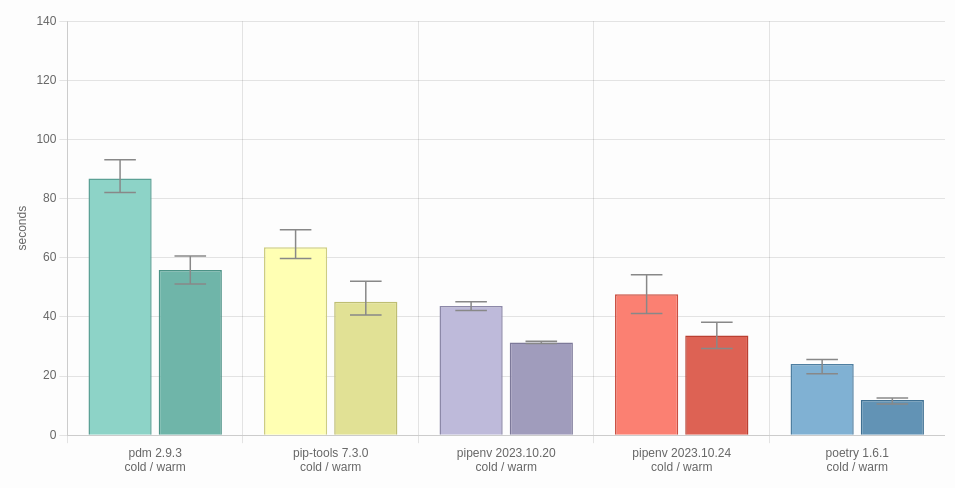 140
120
100
80
60
40
20
0
seconds
pdm 2.9.3
cold / warm
pip-tools 7.3.0
cold / warm
pipenv 2023.10.20
cold / warm
pipenv 2023.10.24
cold / warm
poetry 1.6.1
cold / warm